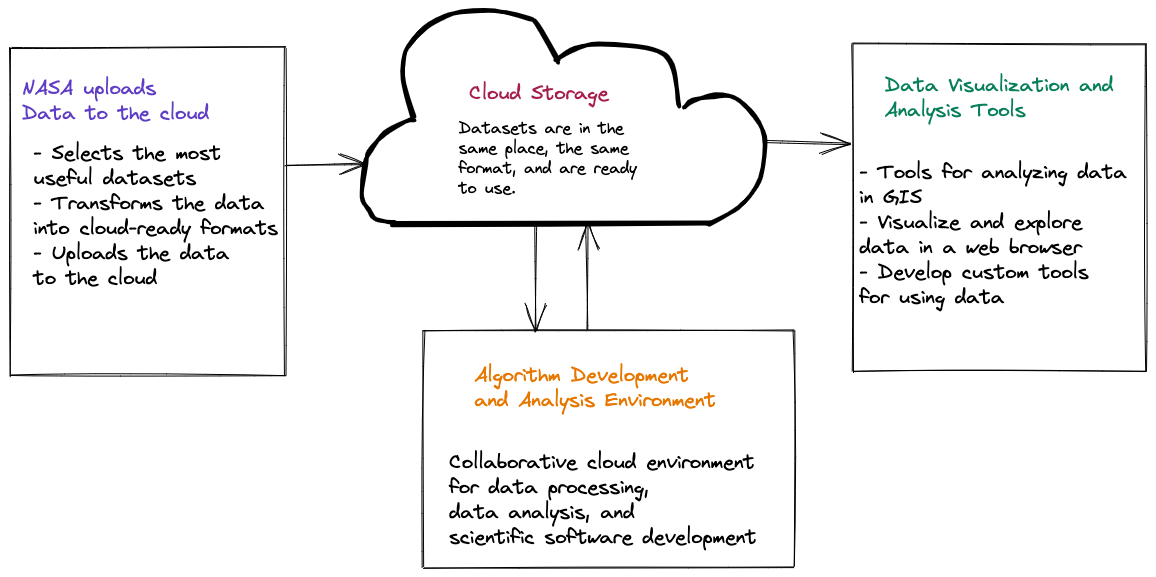 NASA uploads
Data to the cloud
- Selects the most
useful datasets
- Transforms the data
into cloud-ready formats
- Uploads the data
to the cloud
Cloud Storage
Datasets are in the
same place, the same
format, and are ready
to use.
Data Visualization and
Analysis Tools
- Tools for analyzing data
in GIS
- Visualize and explore
data in a web browser
- Develop custom tools
for using data
Algorithm Development
and Analysis Environment
Collaborative cloud environment
for data processing,
data analysis, and
scientific software development